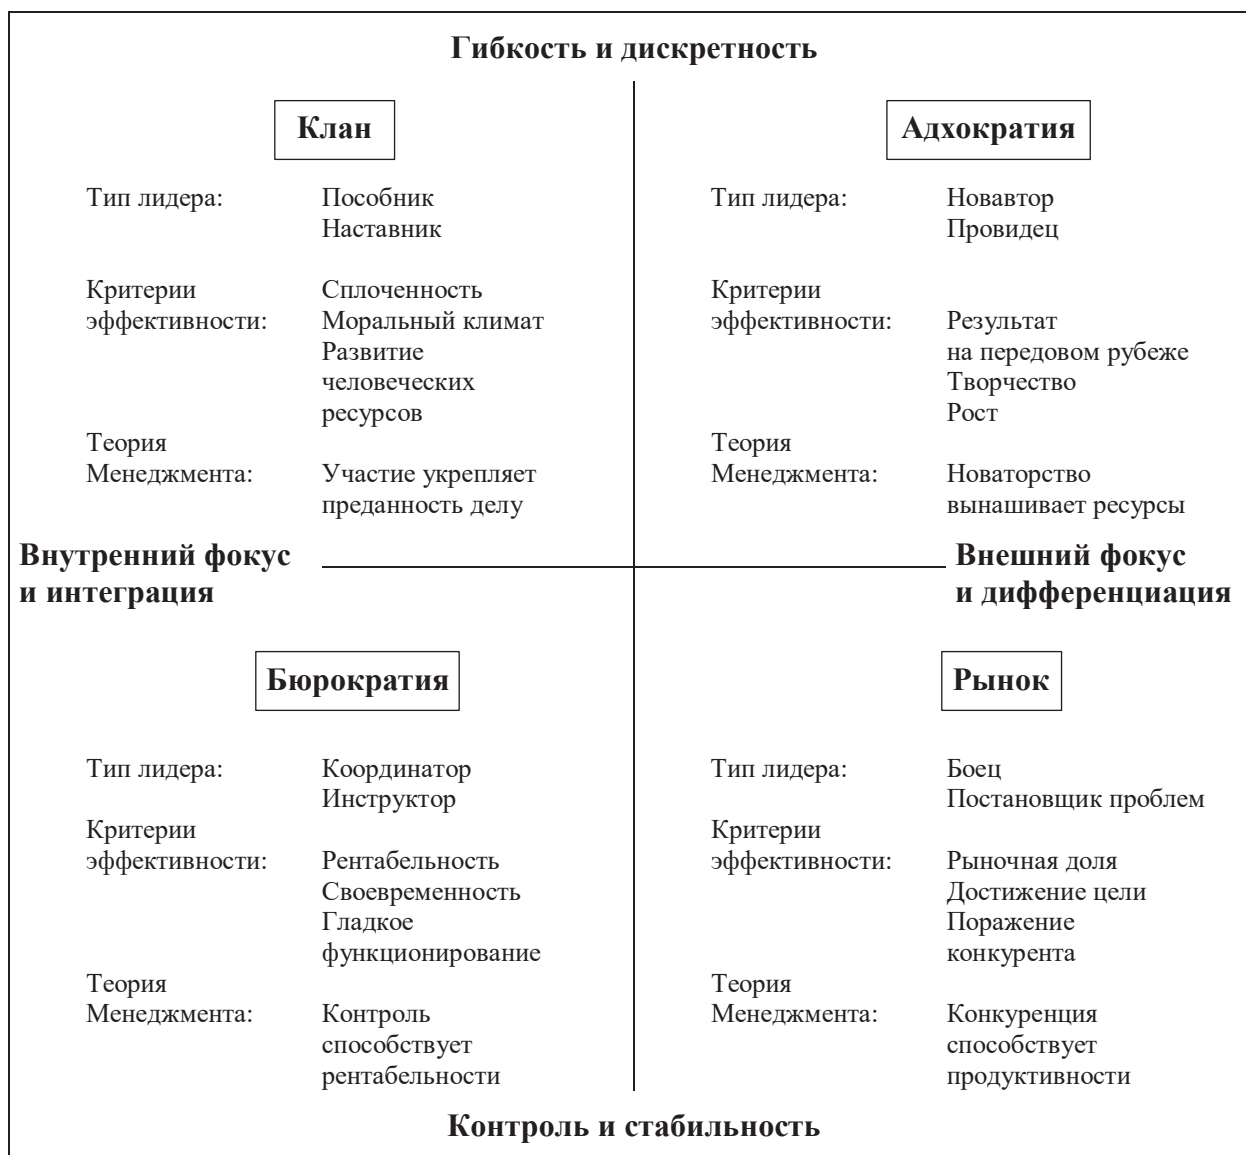 Гибкость и дискретность
Клан
Тип лидера: Пособник
Наставник
Критерии Сплоченность
эффективности: Моральный климат
Развитие
человеческих
ресурсов
Теория
Менеджмента: Участие укрепляет
преданность делу
Адхократия
Тип лидера: Новавтор
Провидец
Критерии
эффективности: Результат
на передовом рубеже
Творчество
Рост
Теория
Менеджмента: Новаторство
вынашивает ресурсы
Внутренний фокус
и интеграция
Внешний фокус
и дифференциация
Бюрократия
Тип лидера: Координатор
Инструктор
Критерии
эффективности: Рентабельность
Своевременность
Гладкое
функционирование
Теория
Менеджмента: Контроль
способствует
рентабельности
Рынок
Тип лидера: Боец
Постановщик проблем
Критерии
эффективности: Рыночная доля
Достижение цели
Поражение
конкурента
Теория
Менеджмента: Конкуренция
способствует
продуктивности
Контроль и стабильность